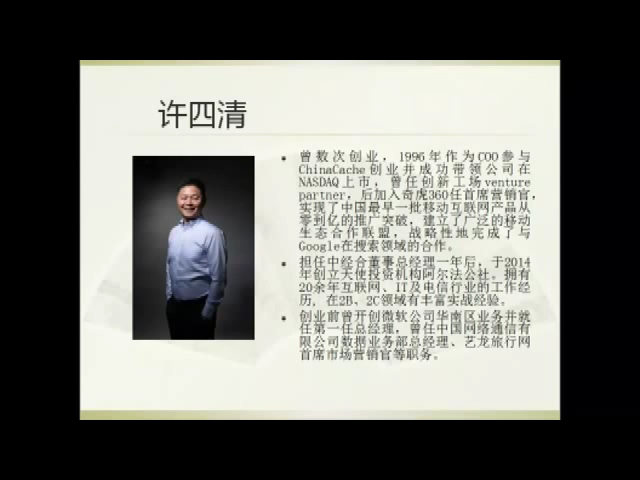 许四清
• 曾数次创业，1996年作为COO参与
ChinaCache创业并成功带领公司在
NASDAQ上市，曾任创新工场venture
partner，后加入奇虎360任首席营销官，
实现了中国最早一批移动互联网产品从
零到亿的推广突破，建立了广泛的移动
生态合作联盟，战略性地完成了与
Google在搜索领域的合作。
• 担任中经合董事总经理一年后，于2014
年创立天使投资机构阿尔法公社。拥有
20余年互联网、IT及电信行业的工作经
历，在2B、2C领域有丰富实战经验。
• 创业前曾开创微软公司华南区业务并就
任第一任总经理，曾任中国网络通信有
限公司数据业务部总经理、艺龙旅行网
首席市场营销官等职务。